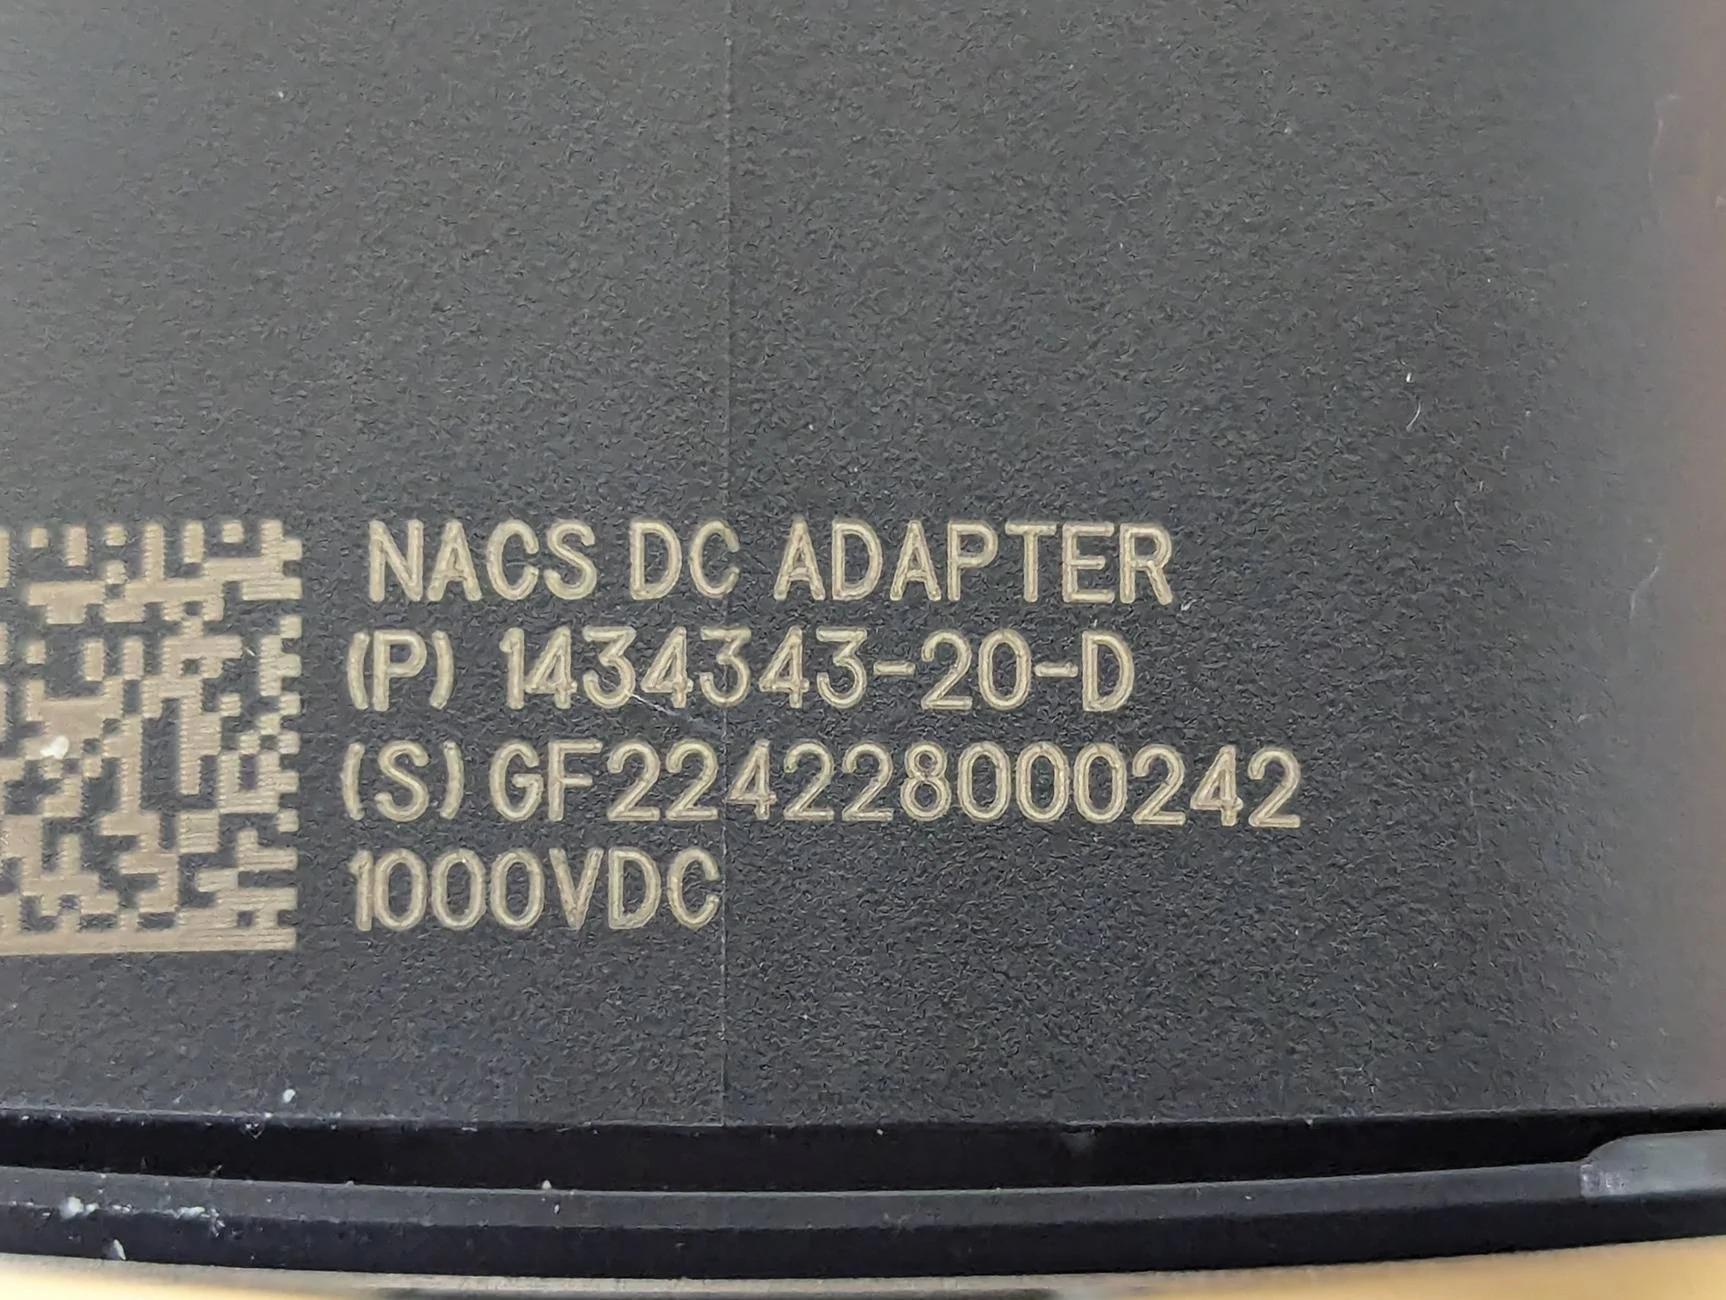 NACS DC ADAPTER
(P) 1434343-20-D
(S) GF224228000242
1000VDC